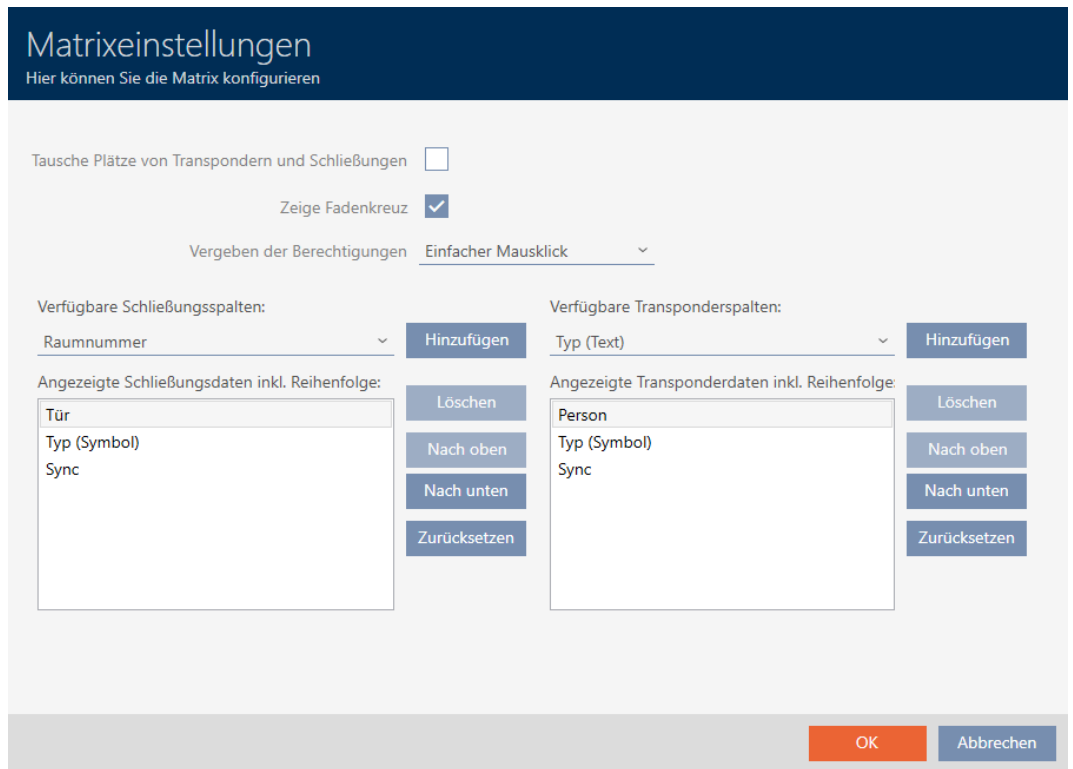 Matrixeinstellungen
Hier können Sie die Matrix konfigurieren
Tausche Plätze von Transpondern und Schließungen
Zeige Fadenkreuz
Vergeben der Berechtigungen Einfacher Mausklick
Verfügbare Schließungsspalten:
Raumnummer
Hinzufügen
Angezeigte Schließungsdaten inkl. Reihenfolge:
Tür
Typ (Symbol)
Sync
Löschen
Nach oben
Nach unten
Zurücksetzen
Verfügbare Transponderspalten:
Typ (Text)
Hinzufügen
Angezeigte Transponderdaten inkl. Reihenfolge:
Person
Typ (Symbol)
Sync
Löschen
Nach oben
Nach unten
Zurücksetzen
OK
Abbrechen